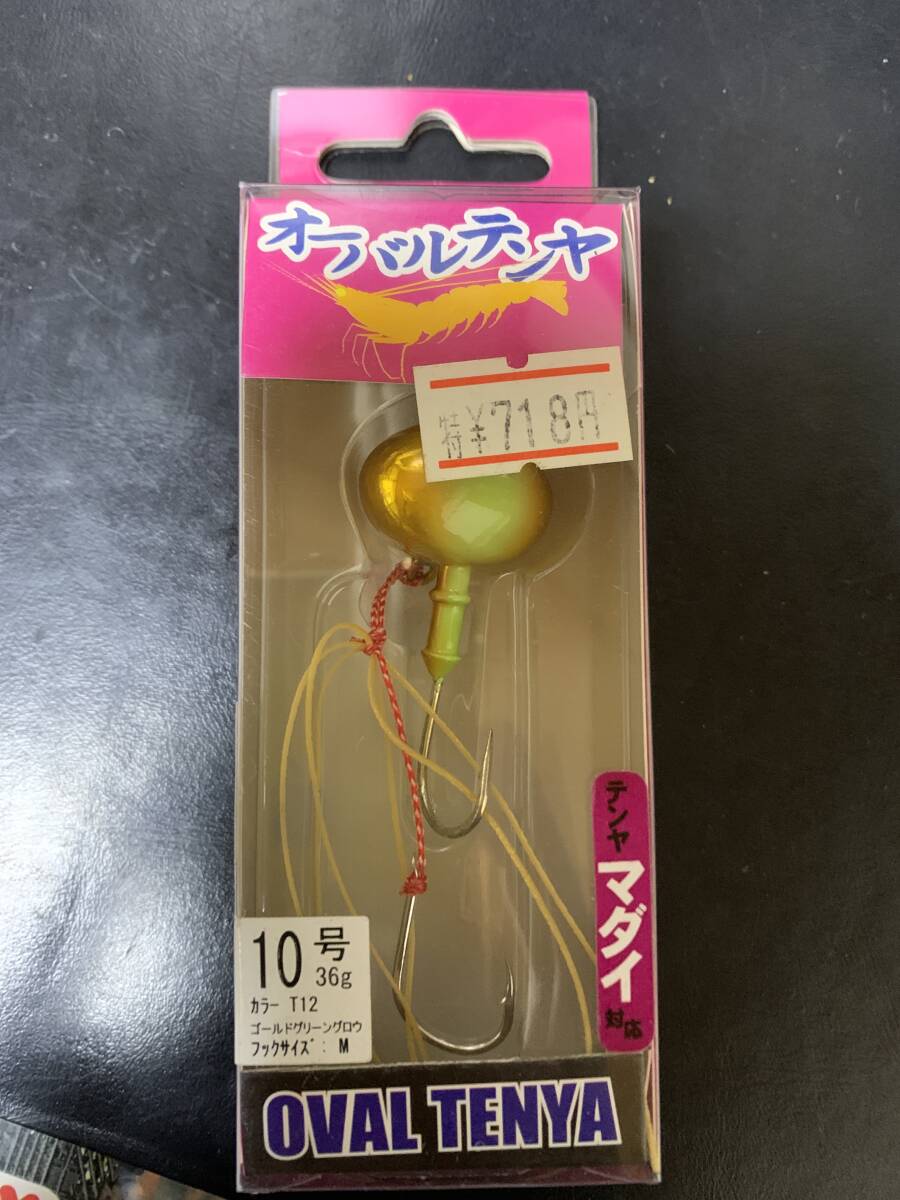 オーバルテンヤ
特¥718円
テンヤマダイ対応
10号
36g
カラー T12
ゴールドグリーングロウ
フックサイズ: M
OVAL TENYA